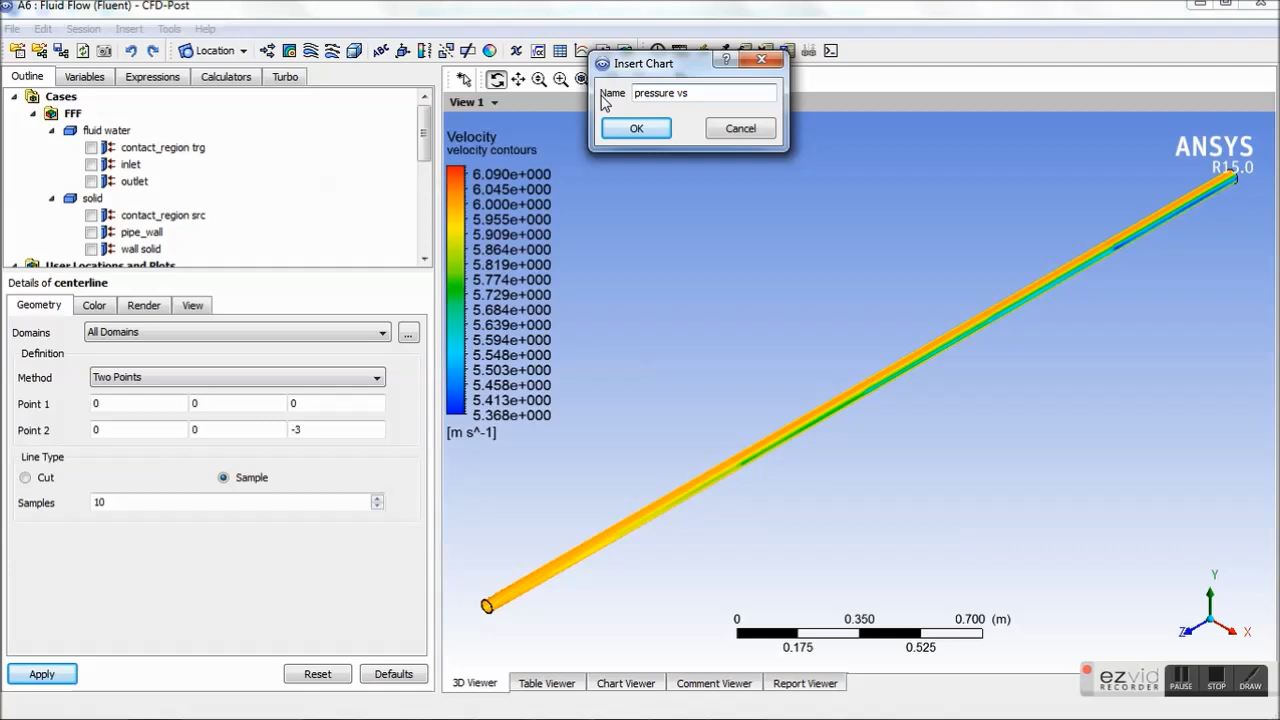 A6 : Fluid Flow (Fluent) - CFD-Post
File Edit Session Insert Tools Help
Location
Outline Variables Expressions Calculators Turbo
Cases
FFF
fluid water
contact_region trg
inlet
outlet
solid
contact_region src
pipe_wall
wall solid
User Locations and Plots
Details of centerline
Geometry Color Render View
Domains All Domains ...
Definition
Method Two Points
Point 1 0 0 0
Point 2 0 0 -3
Line Type
Cut Sample
Samples 10
Apply Reset Defaults
Insert Chart
Name pressure vs
OK Cancel
View 1
Velocity
velocity contours
6.090e+000
6.045e+000
6.000e+000
5.955e+000
5.909e+000
5.864e+000
5.819e+000
5.774e+000
5.729e+000
5.684e+000
5.639e+000
5.594e+000
5.548e+000
5.503e+000
5.458e+000
5.413e+000
5.368e+000
[m s^-1]
ANSYS
R15.0
0 0.350 0.700 (m)
0.175 0.525
Y
Z X
3D Viewer Table Viewer Chart Viewer Comment Viewer Report Viewer
ezvid
RECORDER
PAUSE STOP DRAW